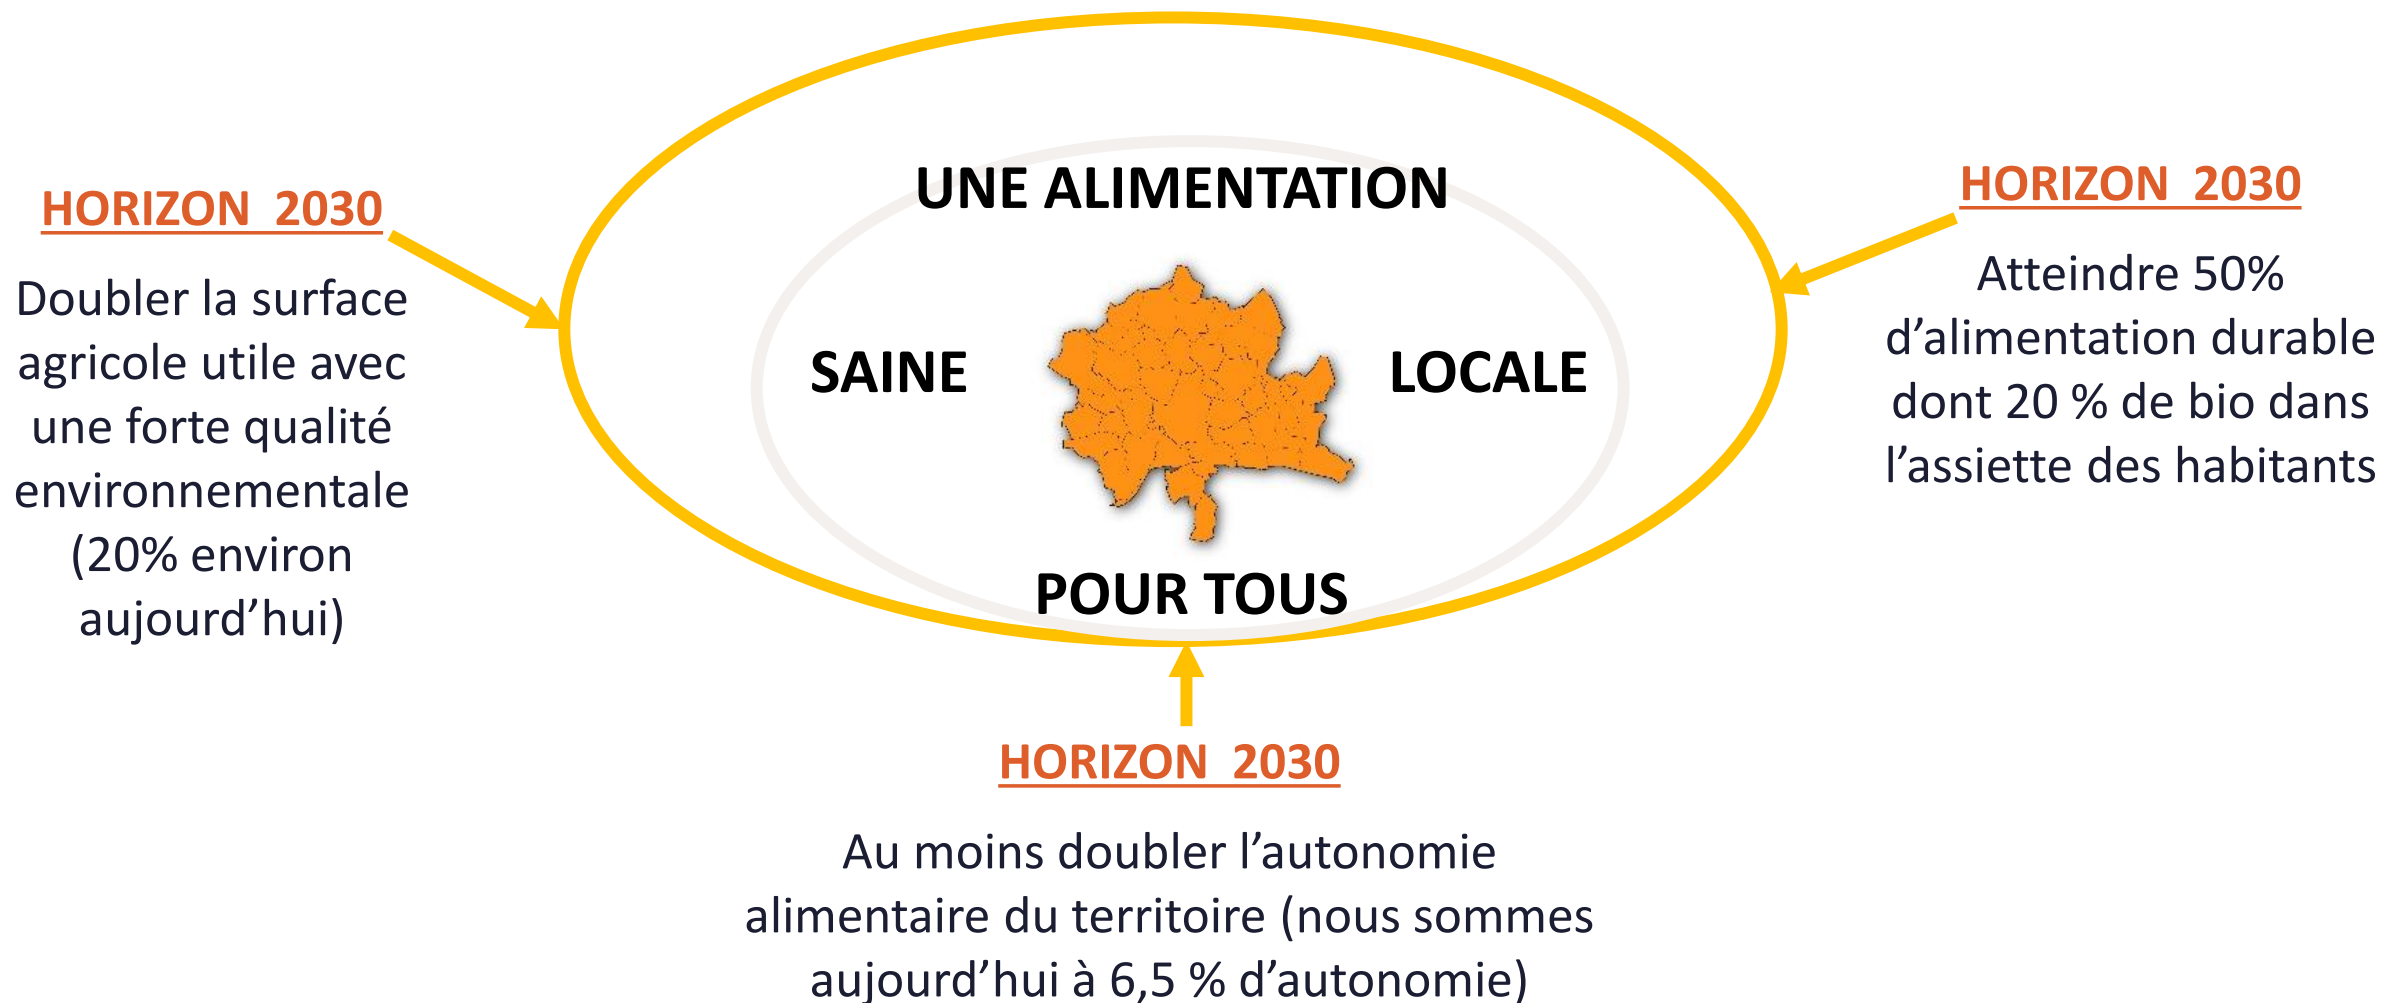 UNE ALIMENTATION
SAINE
LOCALE
POUR TOUS
HORIZON 2030
Doubler la surface
agricole utile avec
une forte qualité
environnementale
(20% environ
aujourd’hui)
HORIZON 2030
Atteindre 50%
d’alimentation durable
dont 20 % de bio dans
l’assiette des habitants
HORIZON 2030
Au moins doubler l’autonomie
alimentaire du territoire (nous sommes
aujourd’hui à 6,5 % d’autonomie)